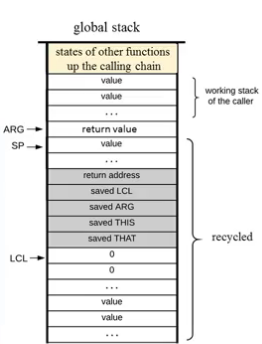 global stack
states of other functions
up the calling chain
value
value
...
working stack
of the caller
ARG
return value
SP
value
...
return address
saved LCL
saved ARG
saved THIS
saved THAT
recycled
LCL
0
0
...
value
value
...